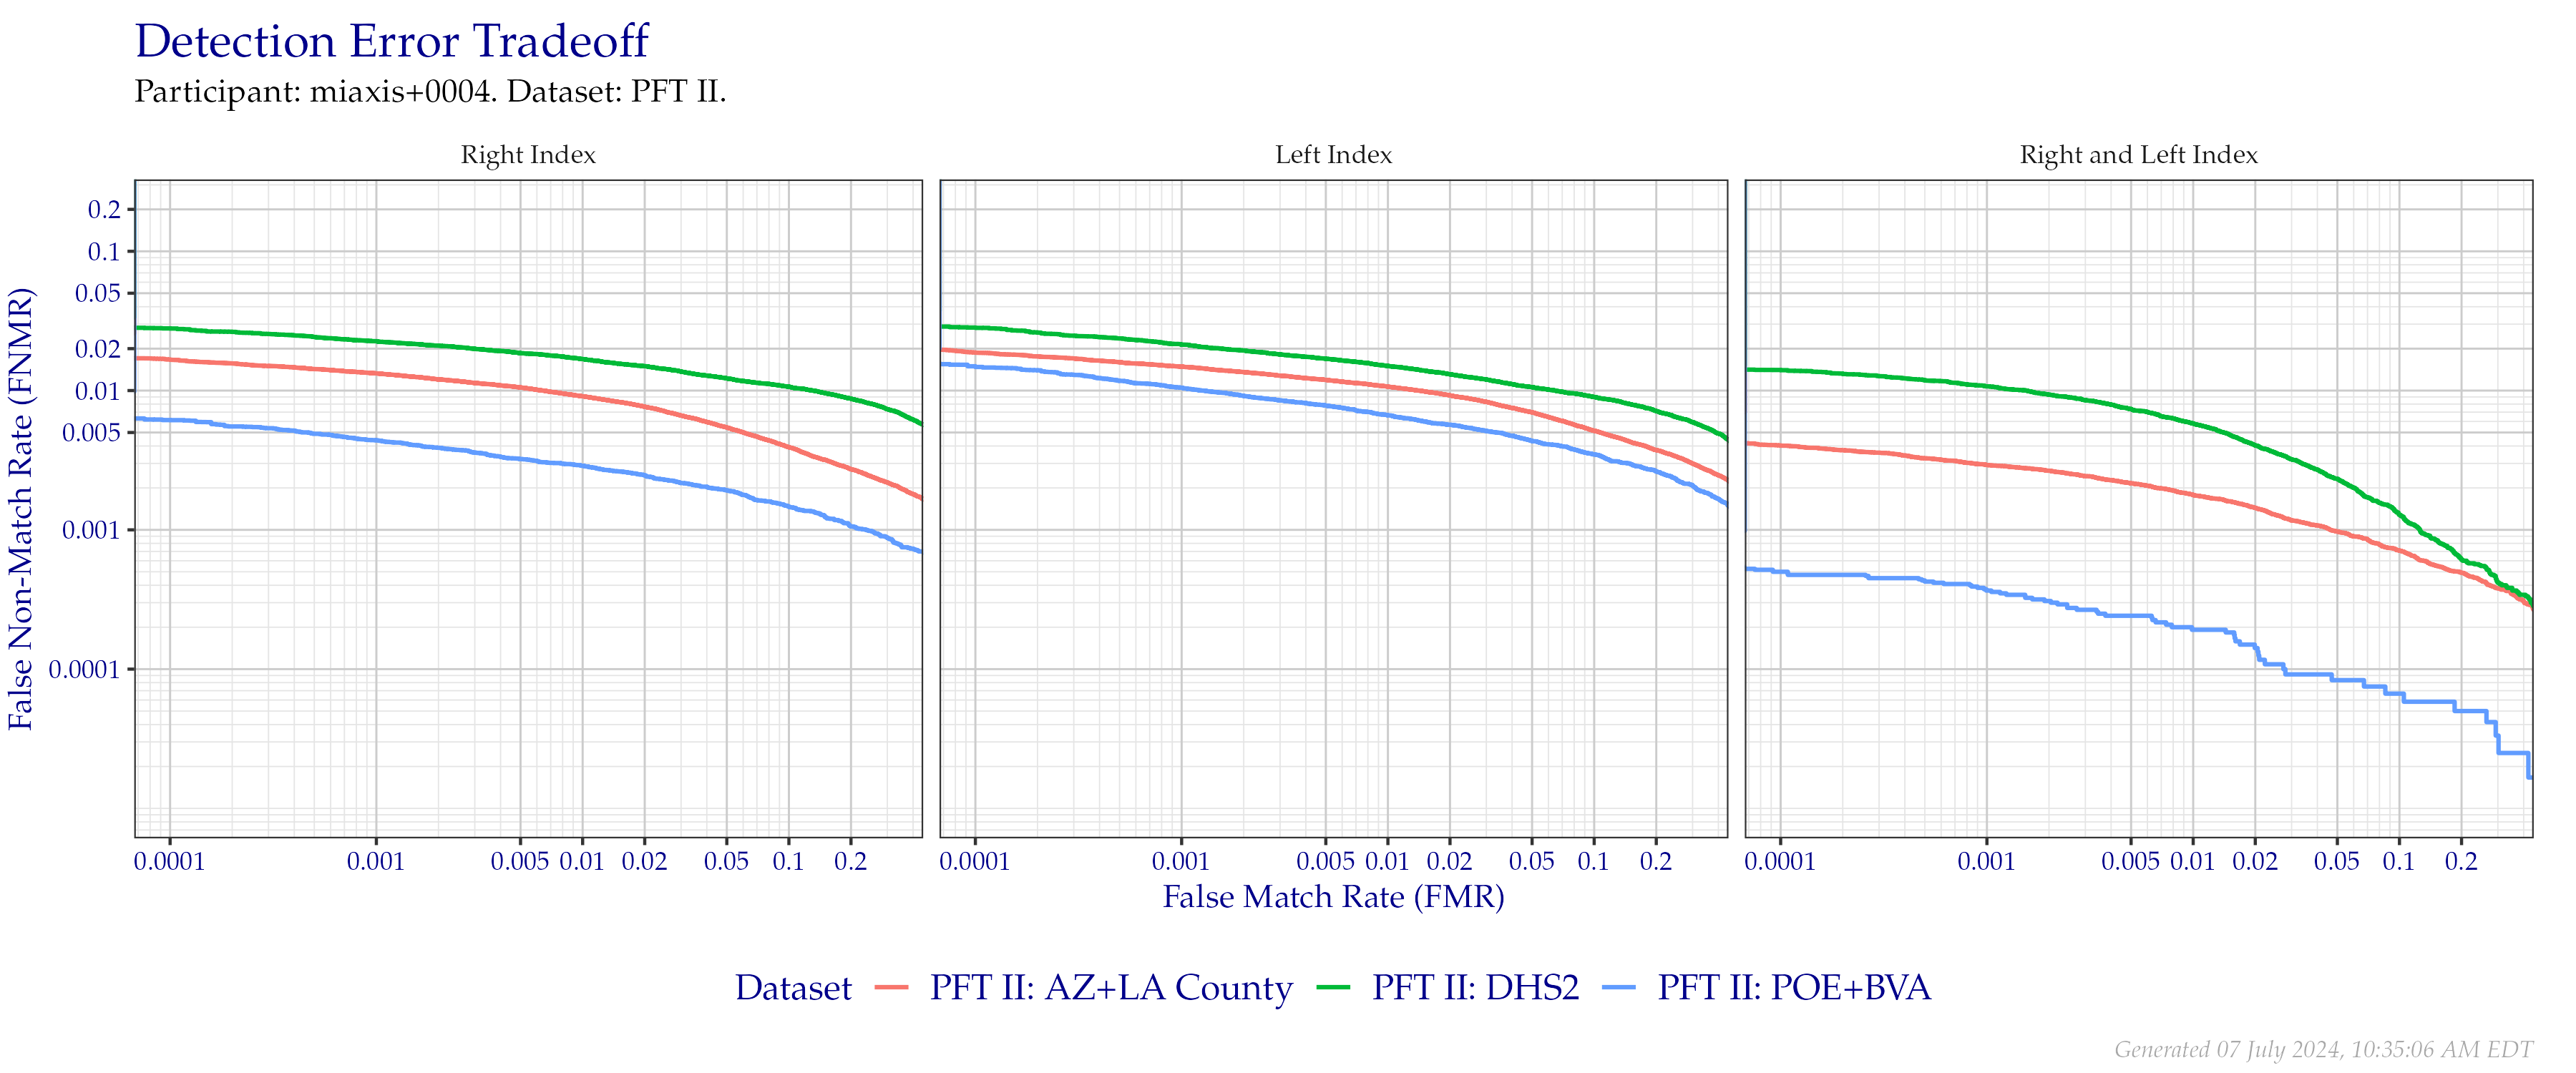 Detection Error Tradeoff
Participant: miaxis+0004. Dataset: PFT II.
Right Index
Left Index
Right and Left Index
False Non-Match Rate (FNMR)
0.2
0.1
0.05
0.02
0.01
0.005
0.001
0.0001
0.0001 0.001 0.005 0.01 0.02 0.05 0.1 0.2
0.0001 0.001 0.005 0.01 0.02 0.05 0.1 0.2
0.0001 0.001 0.005 0.01 0.02 0.05 0.1 0.2
False Match Rate (FMR)
Dataset PFT II: AZ+LA County PFT II: DHS2 PFT II: POE+BVA
Generated 07 July 2024, 10:35:06 AM EDT